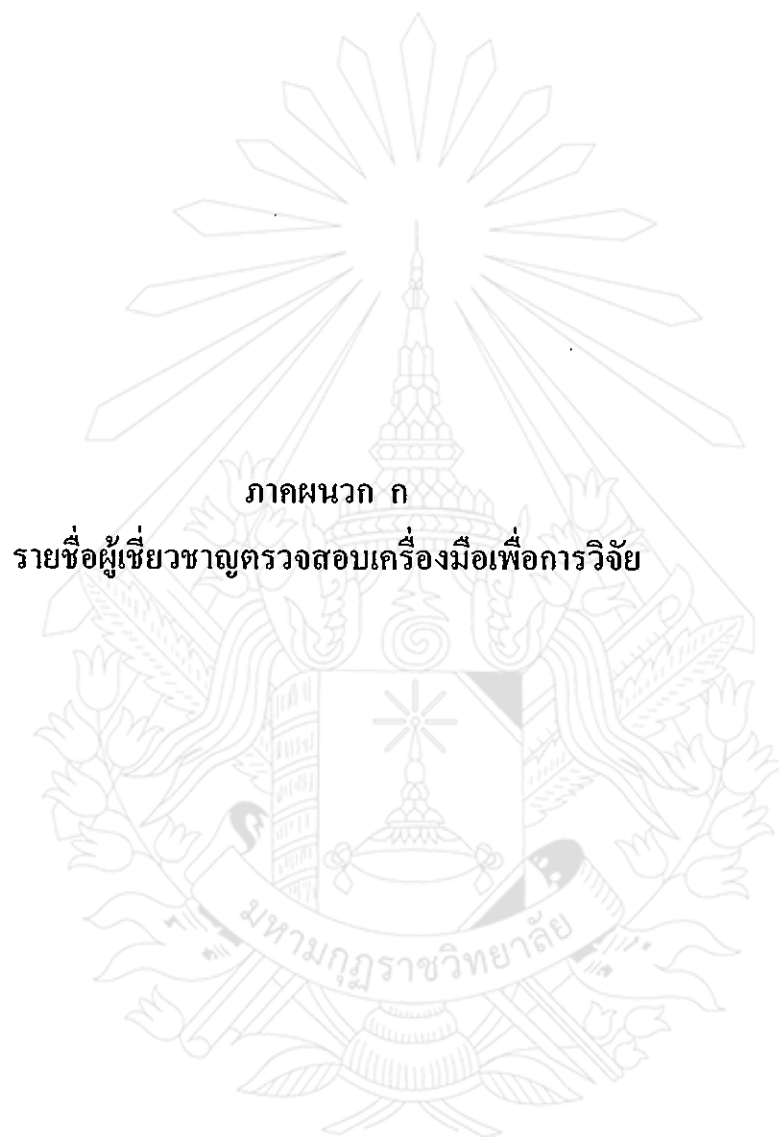 ภาคผนวก ก
รายชื่อผู้เชี่ยวชาญตรวจสอบเครื่องมือเพื่อการวิจัย
มหามกุฏราชวิทยาลัย